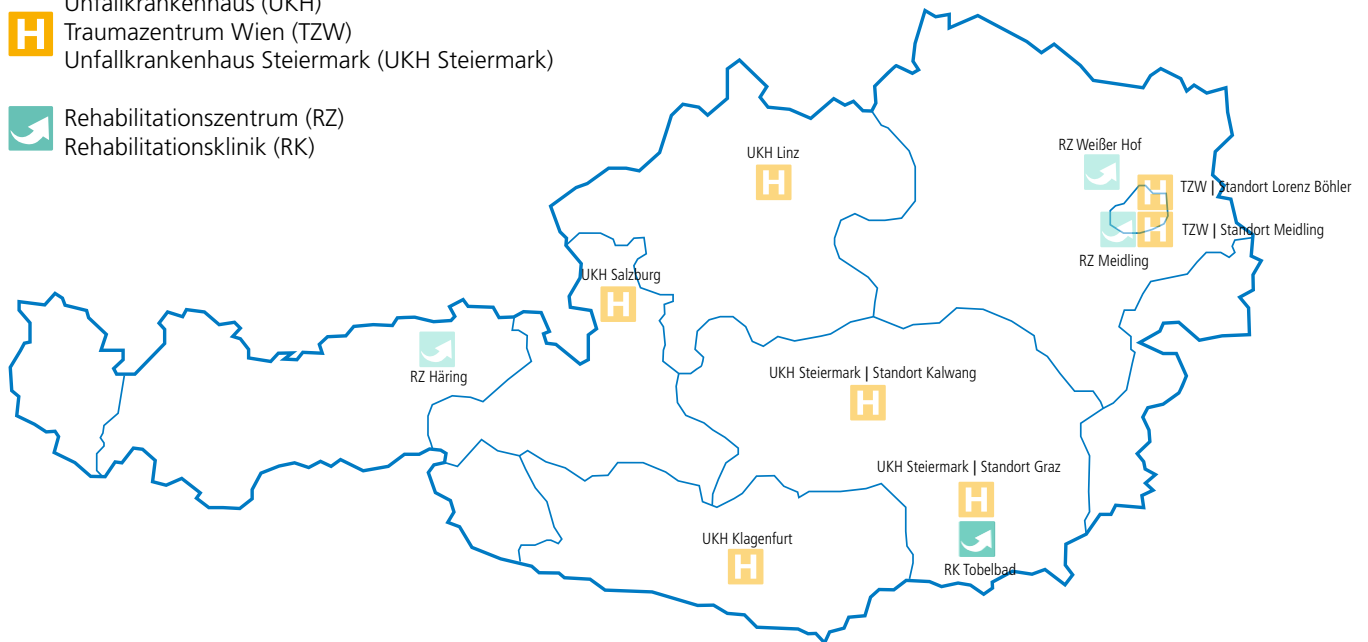 Unfallkrankenhaus (UKH)
H Traumazentrum Wien (TZW)
Unfallkrankenhaus Steiermark (UKH Steiermark)
Rehabilitationszentrum (RZ)
Rehabilitationsklinik (RK)
RZ Weißer Hof
UKH Linz
H
H TZW | Standort Lorenz Böhler
H TZW | Standort Meidling
RZ Meidling
UKH Salzburg
H
RZ Häring
UKH Steiermark | Standort Kalwang
H
UKH Steiermark | Standort Graz
H
UKH Klagenfurt
H
RK Tobelbad